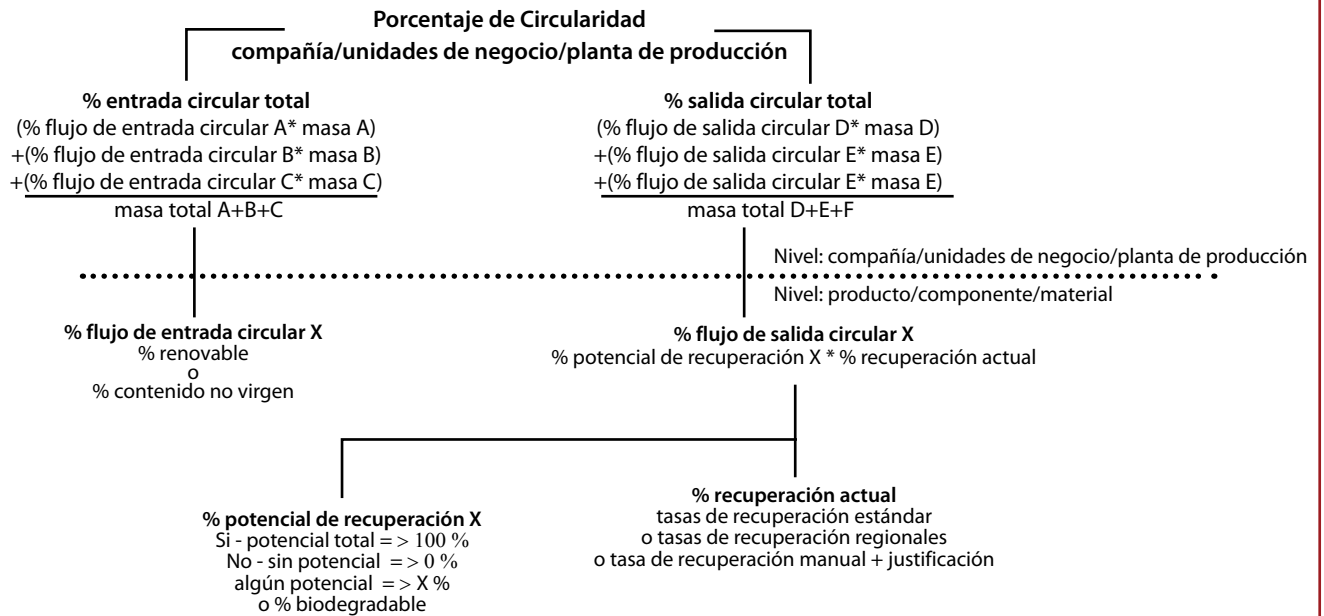 Porcentaje de Circularidad
compañía/unidades de negocio/planta de producción
% entrada circular total
(% flujo de entrada circular A* masa A)
+(% flujo de entrada circular B* masa B)
+(% flujo de entrada circular C* masa C)
masa total A+B+C
% salida circular total
(% flujo de salida circular D* masa D)
+(% flujo de salida circular E* masa E)
+(% flujo de salida circular E* masa E)
masa total D+E+F
Nivel: compañía/unidades de negocio/planta de producción
Nivel: producto/componente/material
% flujo de entrada circular X
% renovable
o
% contenido no virgen
% flujo de salida circular X
% potencial de recuperación X * % recuperación actual
% potencial de recuperación X
Si - potencial total = > 100 %
No - sin potencial = > 0 %
algún potencial = > X %
o % biodegradable
% recuperación actual
tasas de recuperación estándar
o tasas de recuperación regionales
o tasa de recuperación manual + justificación